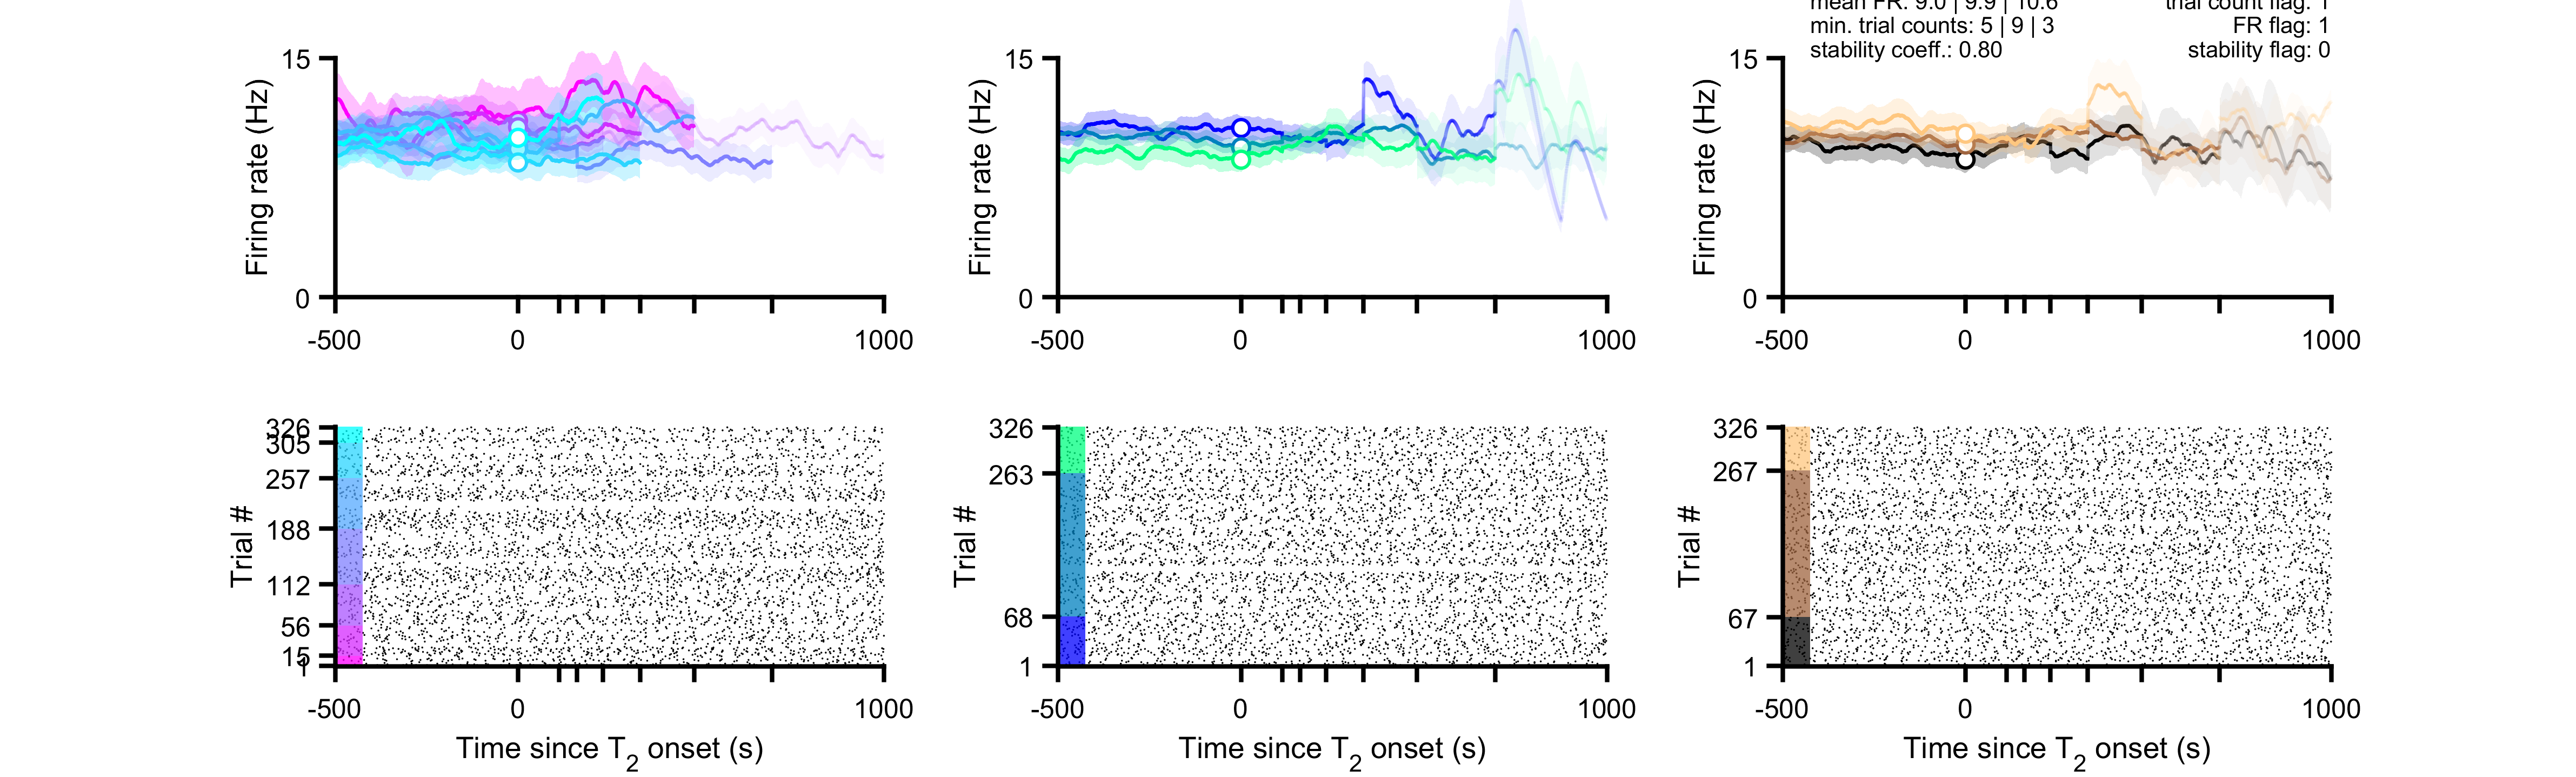 mean FR: 9.0 | 9.9 | 10.6
trial count flag: 1
min. trial counts: 5 | 9 | 3
FR flag: 1
stability coeff.: 0.80
stability flag: 0
15
Firing rate (Hz)
0
-500
0
1000
15
Firing rate (Hz)
0
-500
0
1000
15
Firing rate (Hz)
0
-500
0
1000
326
305
257
188
112
56
15
1
Trial #
-500
0
1000
Time since T2 onset (s)
326
263
68
1
Trial #
-500
0
1000
Time since T2 onset (s)
326
267
67
1
Trial #
-500
0
1000
Time since T2 onset (s)